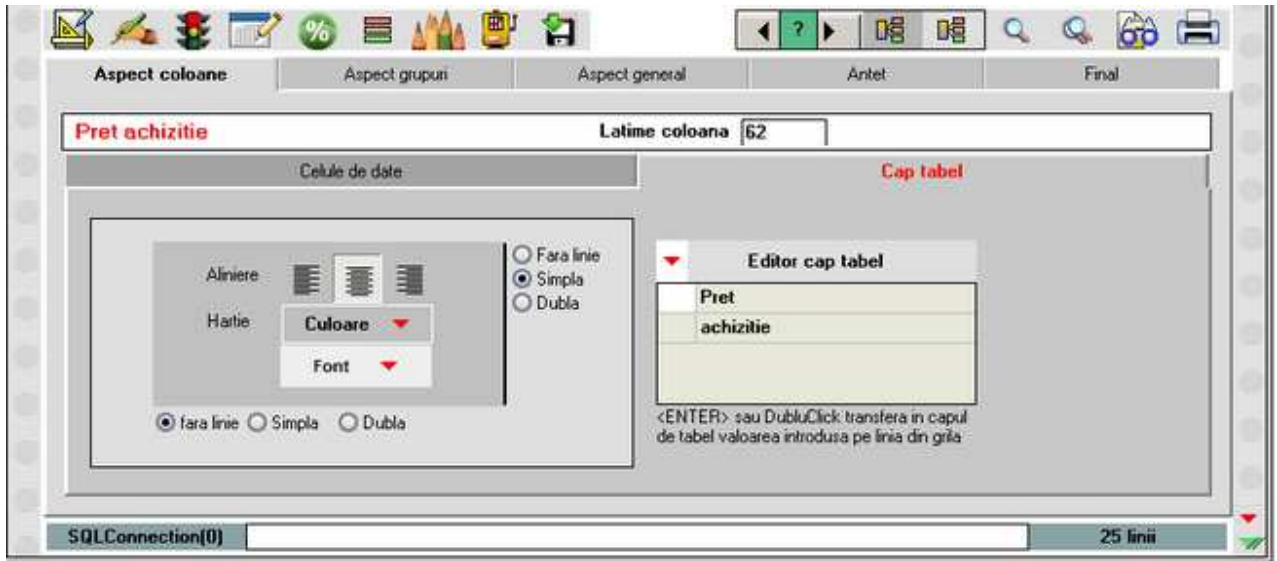 ?
Aspect coloane
Aspect grupuri
Aspect general
Antet
Final
Pret achizitie
Latime coloana 62
Celule de date
Cap tabel
Aliniere
Hartie
Culoare
Font
Fara linie
Simpla
Dubla
fara linie Simpla Dubla
Editor cap tabel
Pret
achizitie
<ENTER> sau DubluClick transfera in capul
de tabel valoarea introdusa pe linia din grila
SQLConnection(0)
25 linii